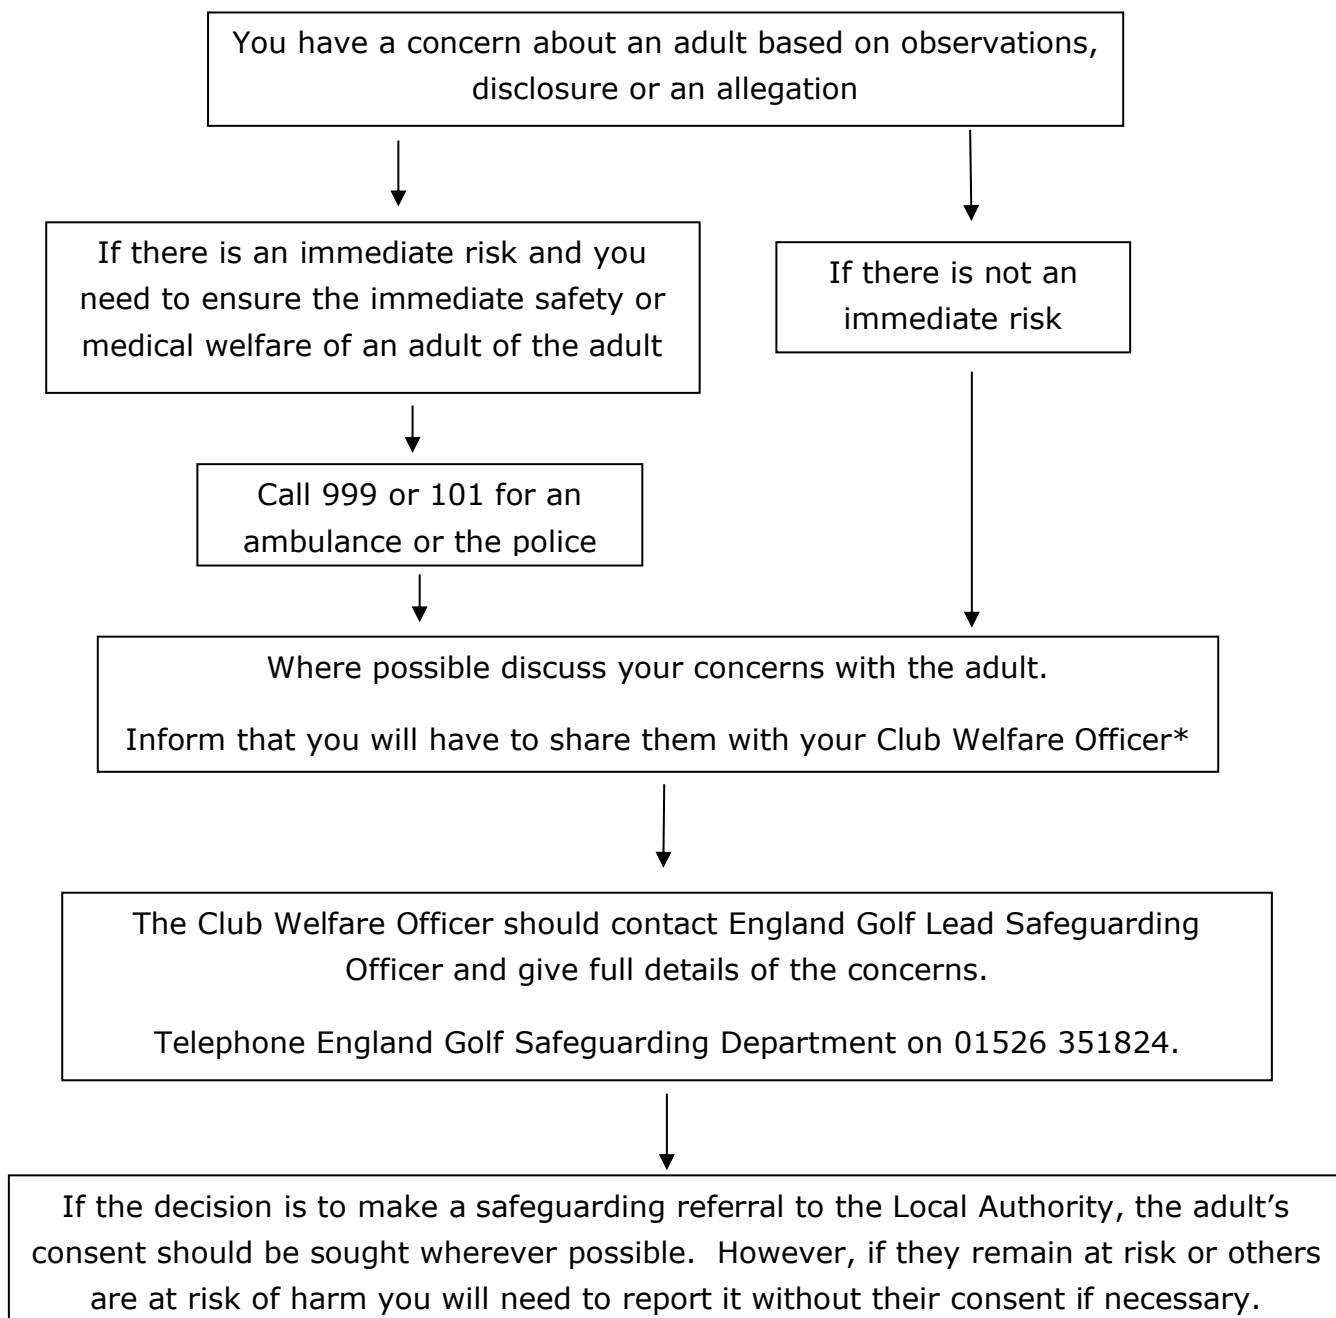 You have a concern about an adult based on observations,
disclosure or an allegation
If there is an immediate risk and you
need to ensure the immediate safety or
medical welfare of an adult of the adult
If there is not an
immediate risk
Call 999 or 101 for an
ambulance or the police
Where possible discuss your concerns with the adult.
Inform that you will have to share them with your Club Welfare Officer*
The Club Welfare Officer should contact England Golf Lead Safeguarding
Officer and give full details of the concerns.
Telephone England Golf Safeguarding Department on 01526 351824.
If the decision is to make a safeguarding referral to the Local Authority, the adult’s
consent should be sought wherever possible.  However, if they remain at risk or others
are at risk of harm you will need to report it without their consent if necessary.